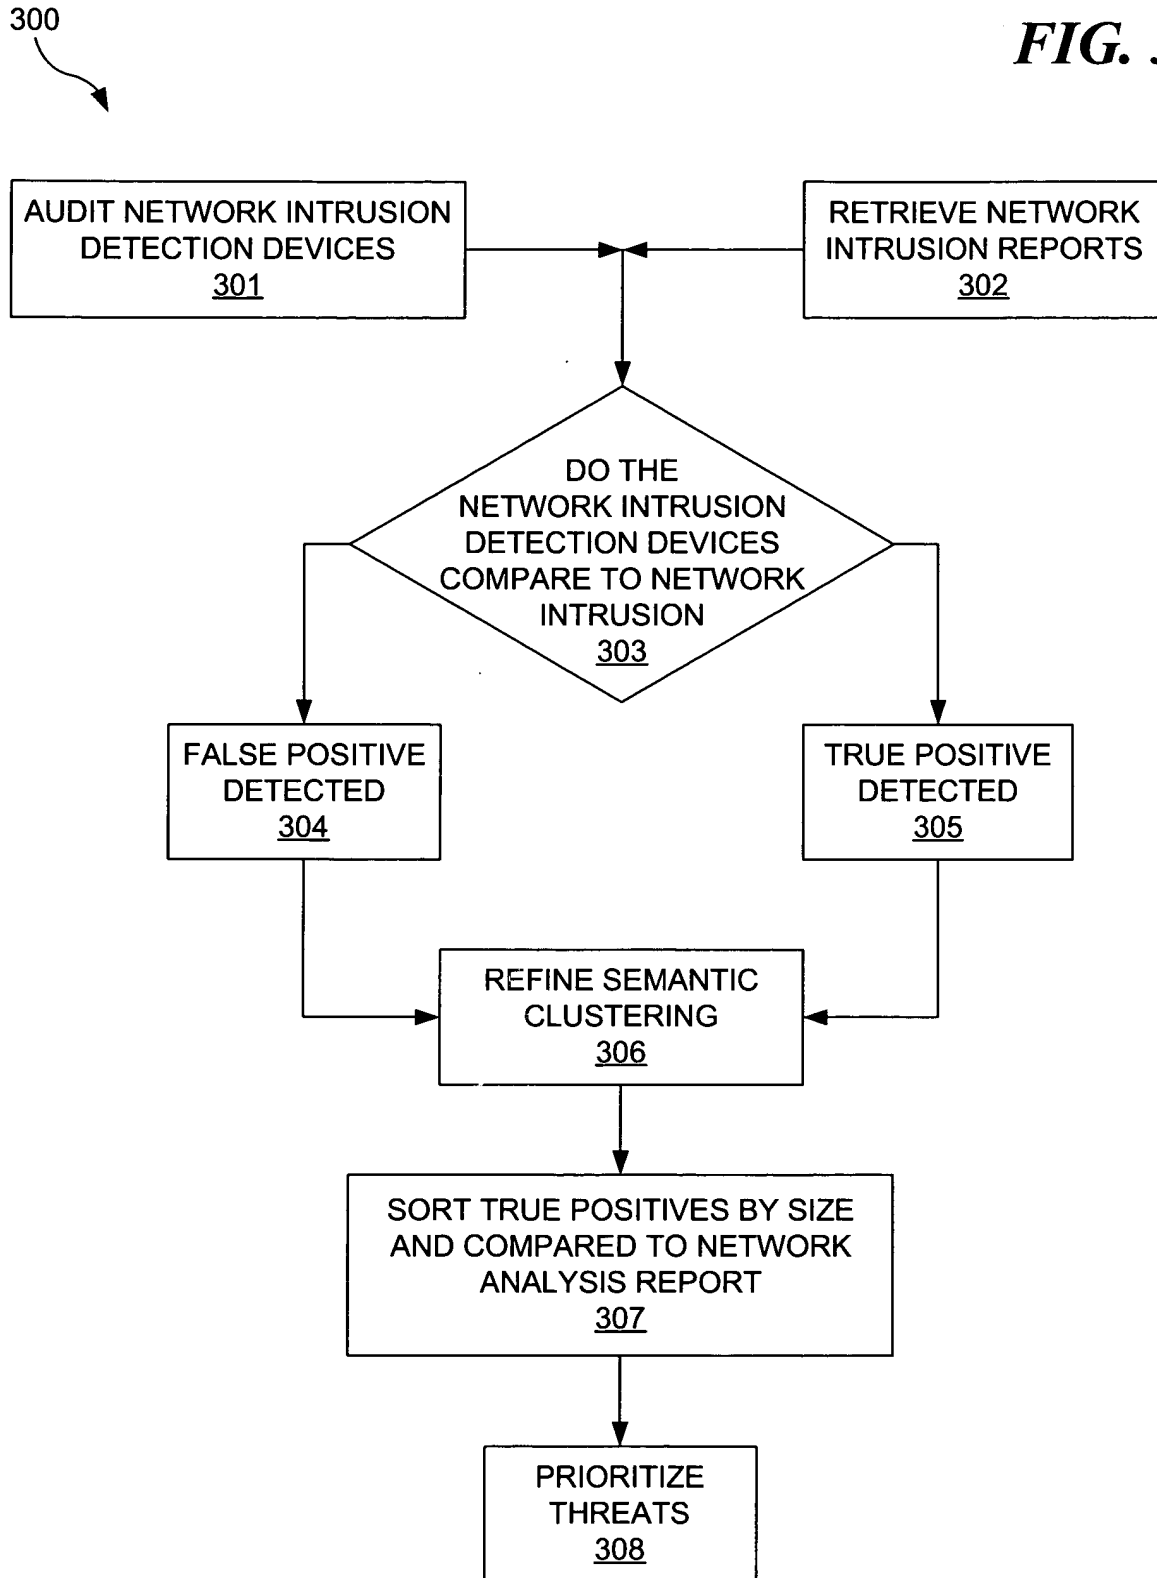 300
FIG.
AUDIT NETWORK INTRUSION
DETECTION DEVICES
301
RETRIEVE NETWORK
INTRUSION REPORTS
302
DO THE
NETWORK INTRUSION
DETECTION DEVICES
COMPARE TO NETWORK
INTRUSION
303
FALSE POSITIVE
DETECTED
304
TRUE POSITIVE
DETECTED
305
REFINE SEMANTIC
CLUSTERING
306
SORT TRUE POSITIVES BY SIZE
AND COMPARED TO NETWORK
ANALYSIS REPORT
307
PRIORITIZE
THREATS
308